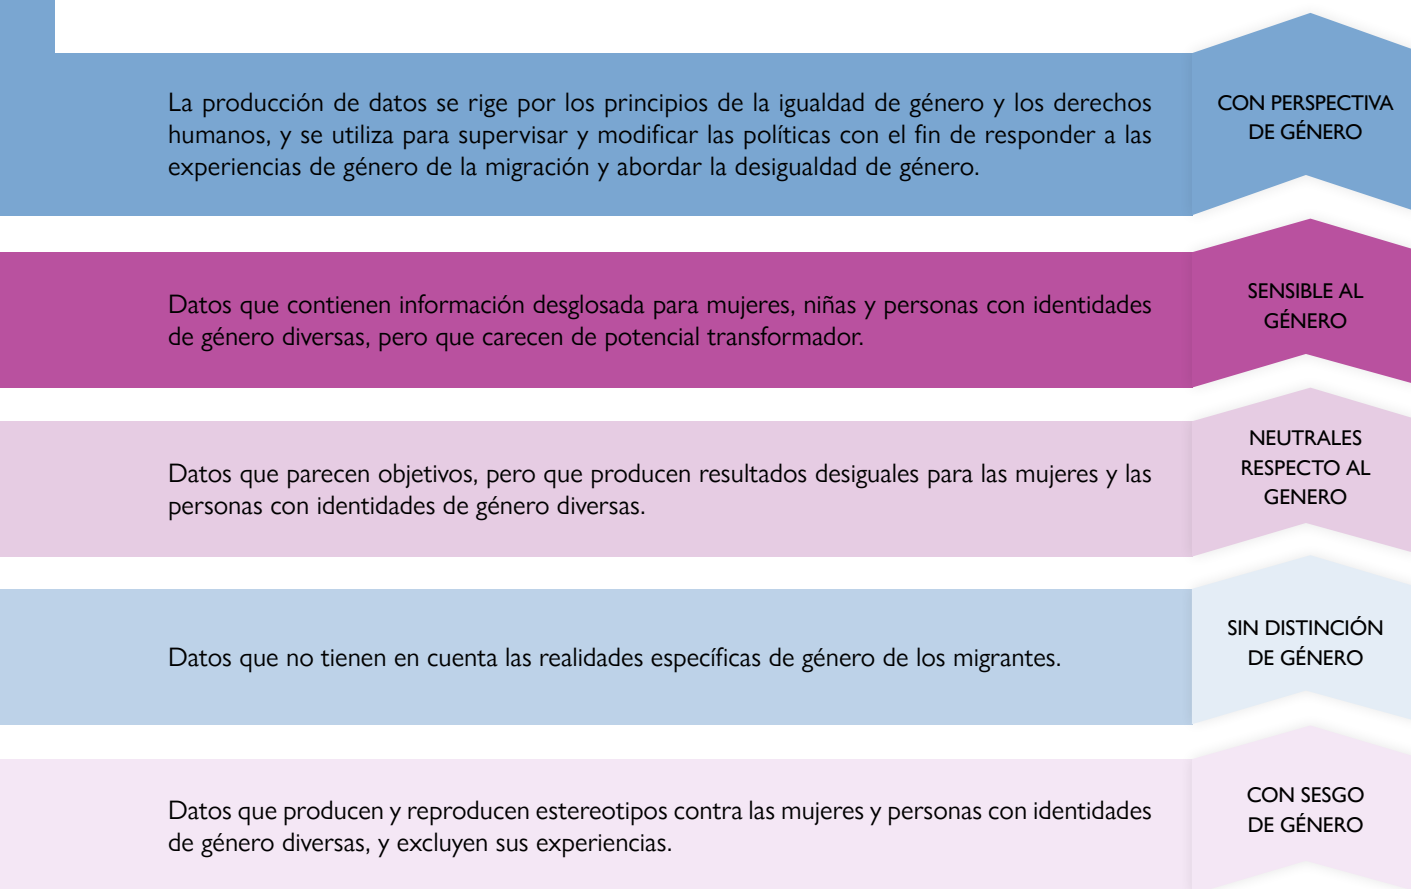 La producción de datos se rige por los principios de la igualdad de género y los derechos
humanos, y se utiliza para supervisar y modificar las políticas con el fin de responder a las
experiencias de género de la migración y abordar la desigualdad de género.
CON PERSPECTIVA
DE GÉNERO
Datos que contienen información desglosada para mujeres, niñas y personas con identidades
de género diversas, pero que carecen de potencial transformador.
SENSIBLE AL
GÉNERO
Datos que parecen objetivos, pero que producen resultados desiguales para las mujeres y las
personas con identidades de género diversas.
NEUTRALES
RESPECTO AL
GENERO
Datos que no tienen en cuenta las realidades específicas de género de los migrantes.
SIN DISTINCIÓN
DE GÉNERO
Datos que producen y reproducen estereotipos contra las mujeres y personas con identidades
de género diversas, y excluyen sus experiencias.
CON SESGO
DE GÉNERO